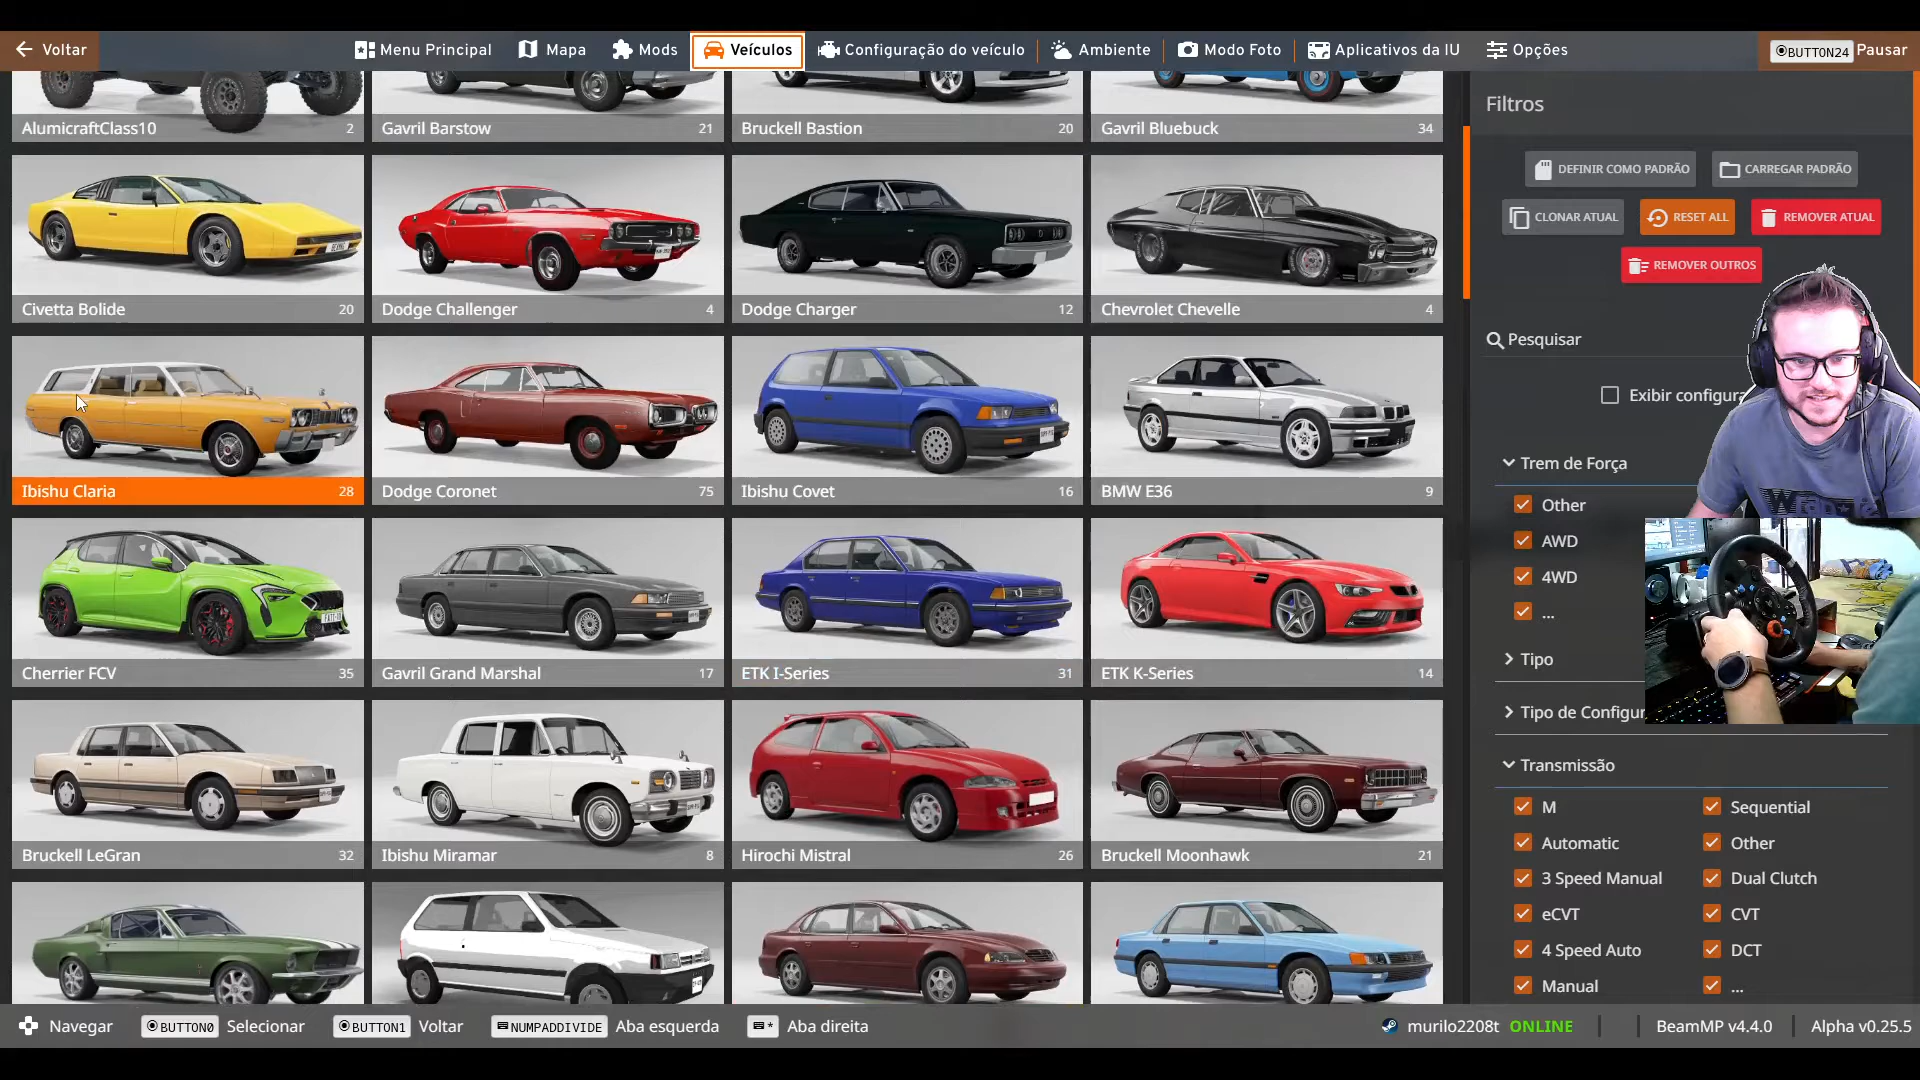 Voltar
Menu Principal
Mapa
Mods
Veículos
Configuração do veículo
Ambiente
Modo Foto
Aplicativos da IU
Opções
BUTTON24 Pausar
AlumicraftClass10 2
Gavril Barstow 21
Bruckell Bastion 20
Gavril Bluebuck 34
Civetta Bolide 20
Dodge Challenger 4
Dodge Charger 12
Chevrolet Chevelle 4
Ibishu Claria 28
Dodge Coronet 75
Ibishu Covet 16
BMW E36 9
Cherrier FCV 35
Gavril Grand Marshal 17
ETK I-Series 31
ETK K-Series 14
Bruckell LeGran 32
Ibishu Miramar 8
Hirochi Mistral 26
Bruckell Moonhawk 21
Filtros
DEFINIR COMO PADRÃO
CARREGAR PADRÃO
CLONAR ATUAL
RESET ALL
REMOVER ATUAL
REMOVER OUTROS
Pesquisar
Exibir configura
Trem de Força
Other
AWD
4WD
...
Tipo
Tipo de Configur
Transmissão
M
Sequential
Automatic
Other
3 Speed Manual
Dual Clutch
eCVT
CVT
4 Speed Auto
DCT
Manual
...
Navegar
BUTTON0 Selecionar
BUTTON1 Voltar
NUMPADDIVIDE Aba esquerda
* Aba direita
murilo2208t ONLINE
BeamMP v4.4.0
Alpha v0.25.5